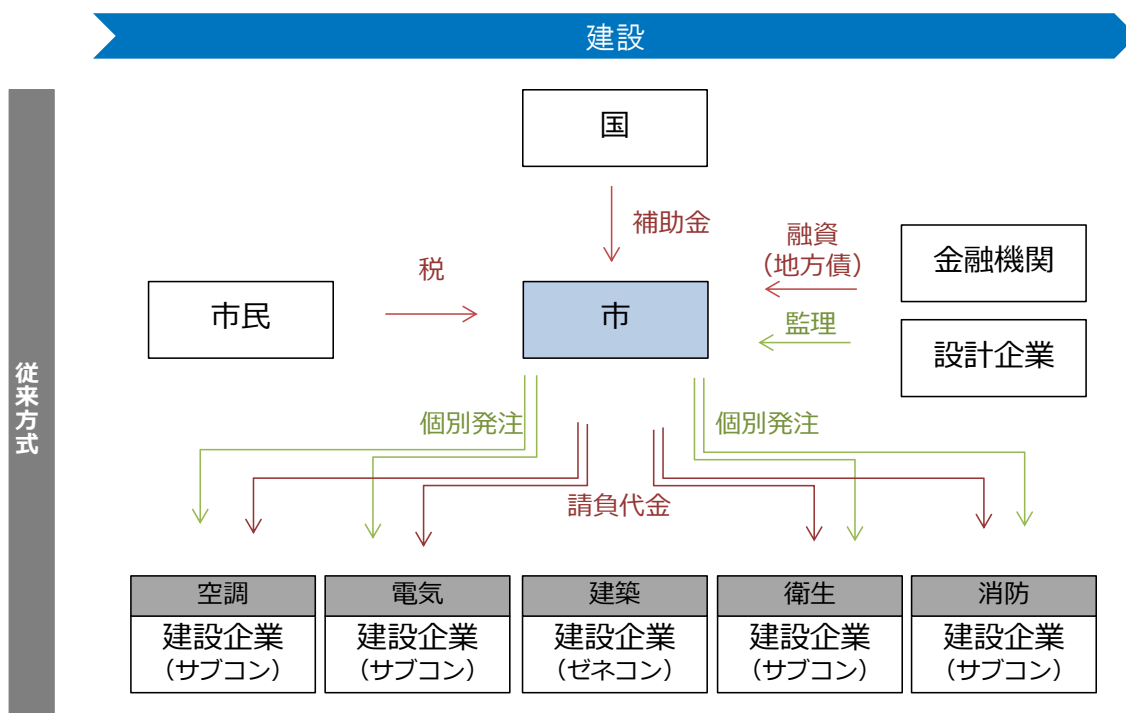 建設
従来方式
国
補助金
融資
（地方債）
金融機関
税
市民
市
監理
設計企業
個別発注
個別発注
請負代金
空調
建設企業
（サブコン）
電気
建設企業
（サブコン）
建築
建設企業
（ゼネコン）
衛生
建設企業
（サブコン）
消防
建設企業
（サブコン）